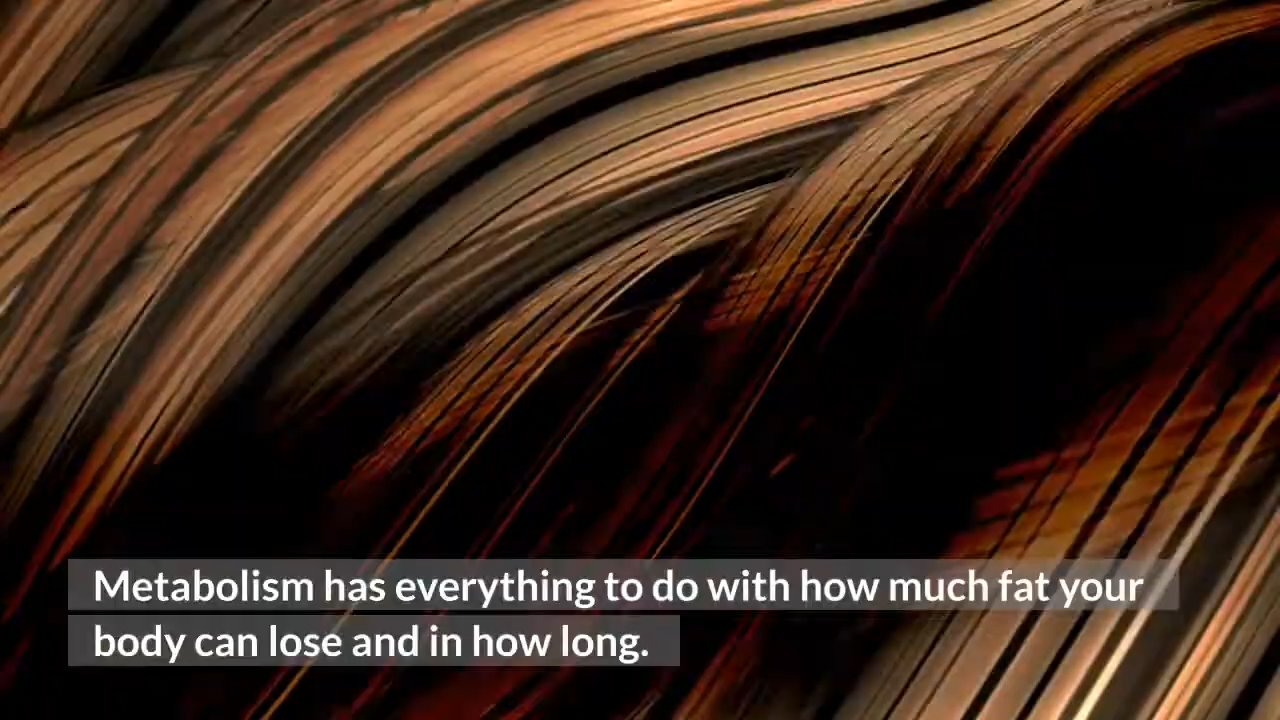 Metabolism has everything to do with how much fat your
body can lose and in how long.